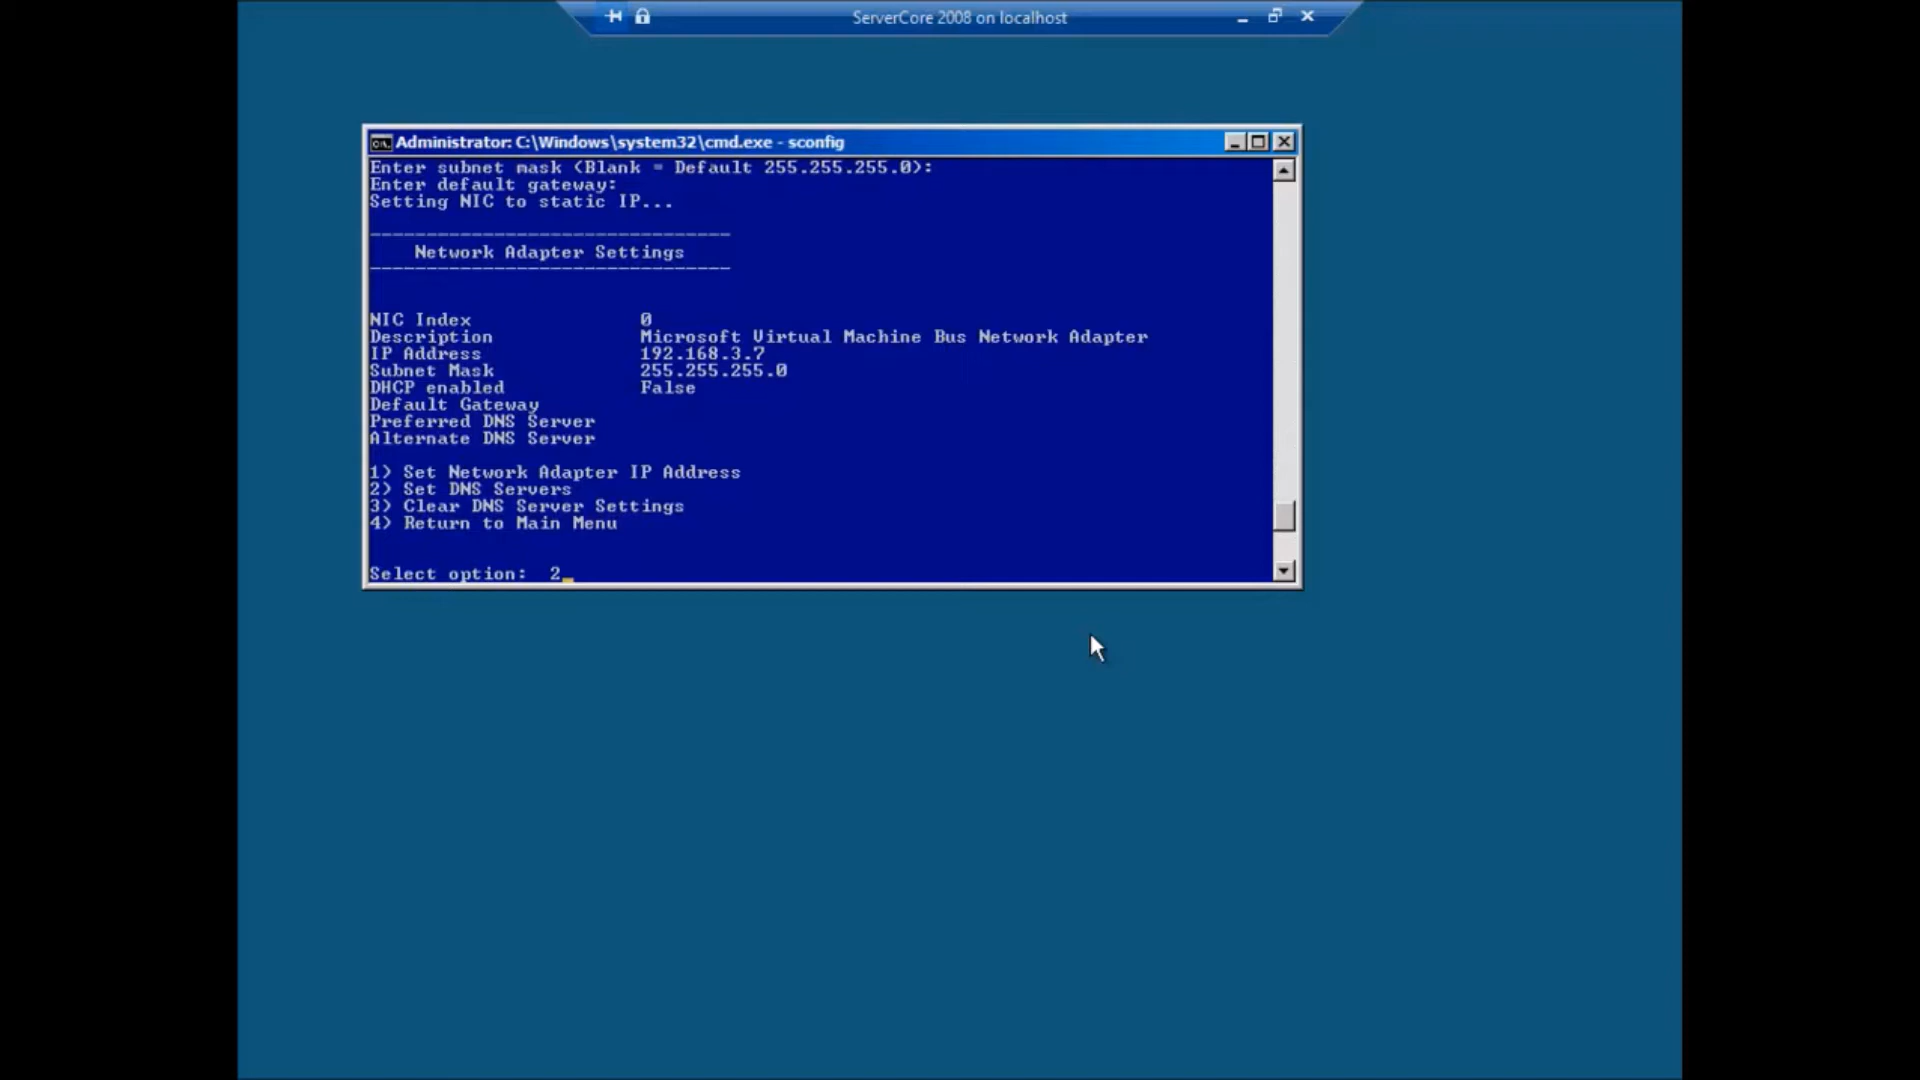 ServerCore 2008 on localhost
Administrator: C:\Windows\system32\cmd.exe - sconfig
Enter subnet mask (Blank = Default 255.255.255.0):
Enter default gateway:
Setting NIC to static IP...
--------------------------------
Network Adapter Settings
--------------------------------
NIC Index 0
Description Microsoft Virtual Machine Bus Network Adapter
IP Address 192.168.3.7
Subnet Mask 255.255.255.0
DHCP enabled False
Default Gateway
Preferred DNS Server
Alternate DNS Server
1) Set Network Adapter IP Address
2) Set DNS Servers
3) Clear DNS Server Settings
4) Return to Main Menu
Select option: 2_